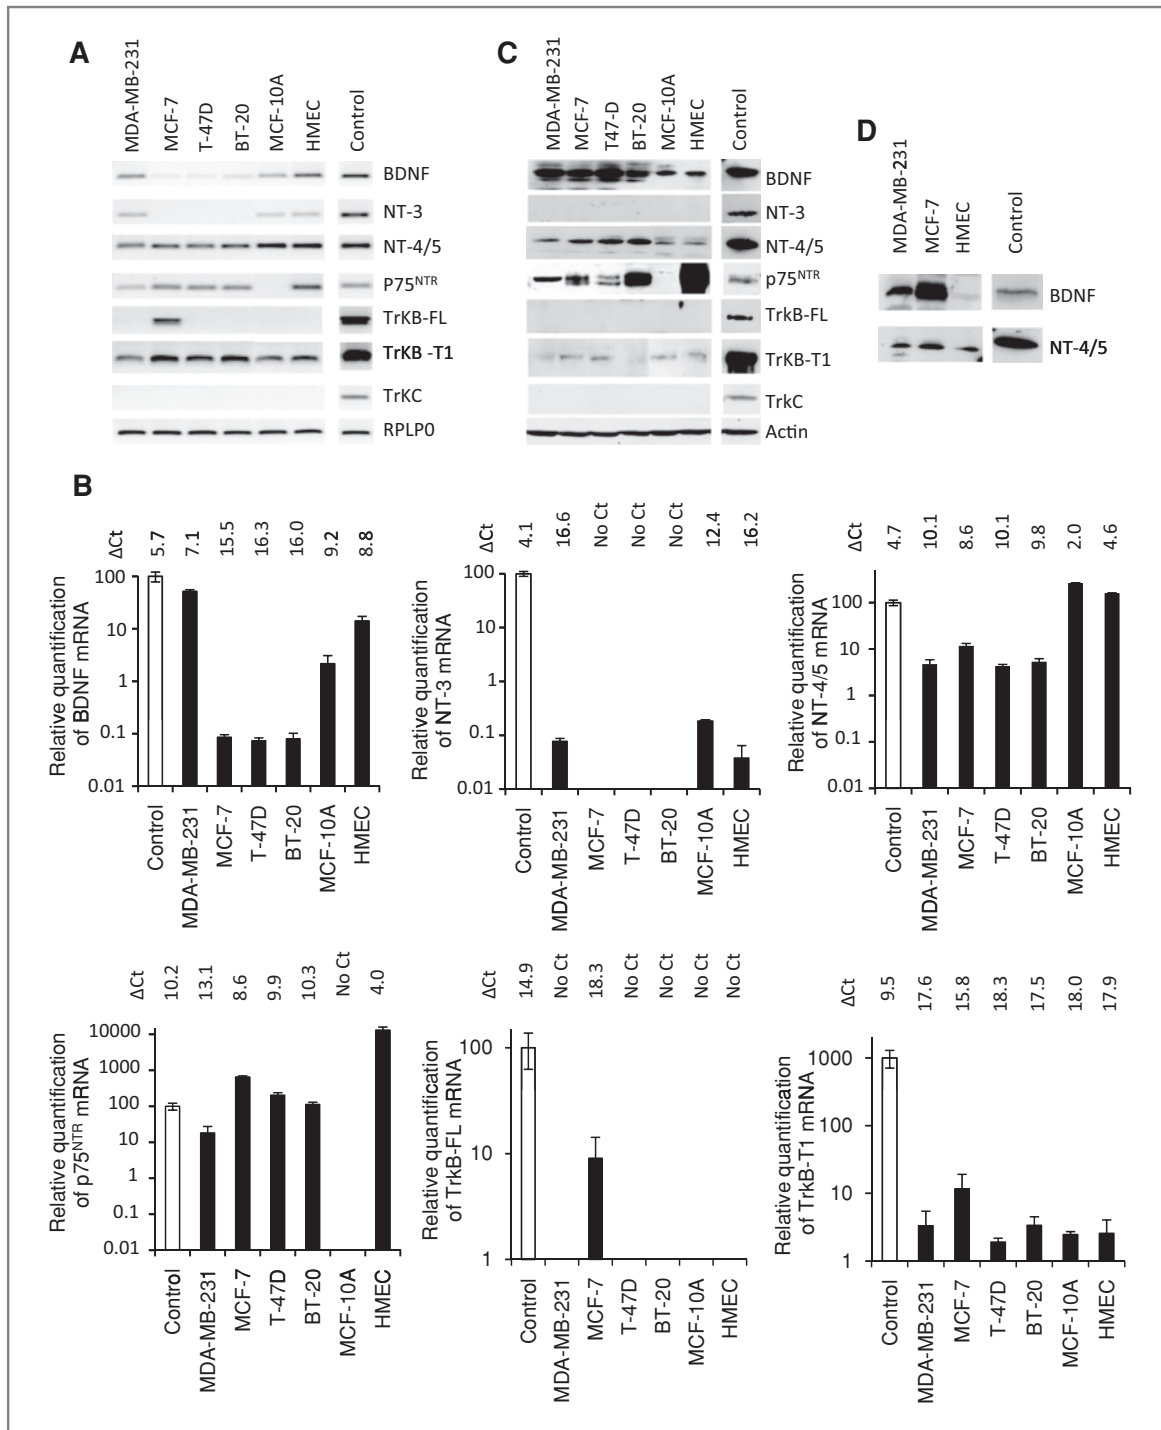 A
MDA-MB-231
MCF-7
T-47D
BT-20
MCF-10A
HMEC
Control
BDNF
NT-3
NT-4/5
P75NTR
TrKB-FL
TrKB -T1
TrKC
RPLP0
C
MDA-MB-231
MCF-7
T47-D
BT-20
MCF-10A
HMEC
Control
BDNF
NT-3
NT-4/5
p75NTR
TrkB-FL
TrKB-T1
TrkC
Actin
D
MDA-MB-231
MCF-7
HMEC
Control
BDNF
NT-4/5
B
ΔCt 5.7 7.1 15.5 16.3 16.0 9.2 8.8
Relative quantification
of BDNF mRNA
100
10
1
0.1
0.01
Control
MDA-MB-231
MCF-7
T-47D
BT-20
MCF-10A
HMEC
ΔCt 4.1 16.6 No Ct No Ct No Ct 12.4 16.2
Relative quantification
of NT-3 mRNA
100
10
1
0.1
0.01
Control
MDA-MB-231
MCF-7
T-47D
BT-20
MCF-10A
HMEC
ΔCt 4.7 10.1 8.6 10.1 9.8 2.0 4.6
Relative quantification
of NT-4/5 mRNA
100
10
1
0.1
0.01
Control
MDA-MB-231
MCF-7
T-47D
BT-20
MCF-10A
HMEC
ΔCt 10.2 13.1 8.6 9.9 10.3 No Ct 4.0
Relative quantification
of p75NTR mRNA
10000
1000
100
10
1
0.1
0.01
Control
MDA-MB-231
MCF-7
T-47D
BT-20
MCF-10A
HMEC
ΔCt 14.9 No Ct 18.3 No Ct No Ct No Ct No Ct
Relative quantification
of TrkB-FL mRNA
100
10
1
Control
MDA-MB-231
MCF-7
T-47D
BT-20
MCF-10A
HMEC
ΔCt 9.5 17.6 15.8 18.3 17.5 18.0 17.9
Relative quantification
of TrkB-T1 mRNA
1000
100
10
1
Control
MDA-MB-231
MCF-7
T-47D
BT-20
MCF-10A
HMEC